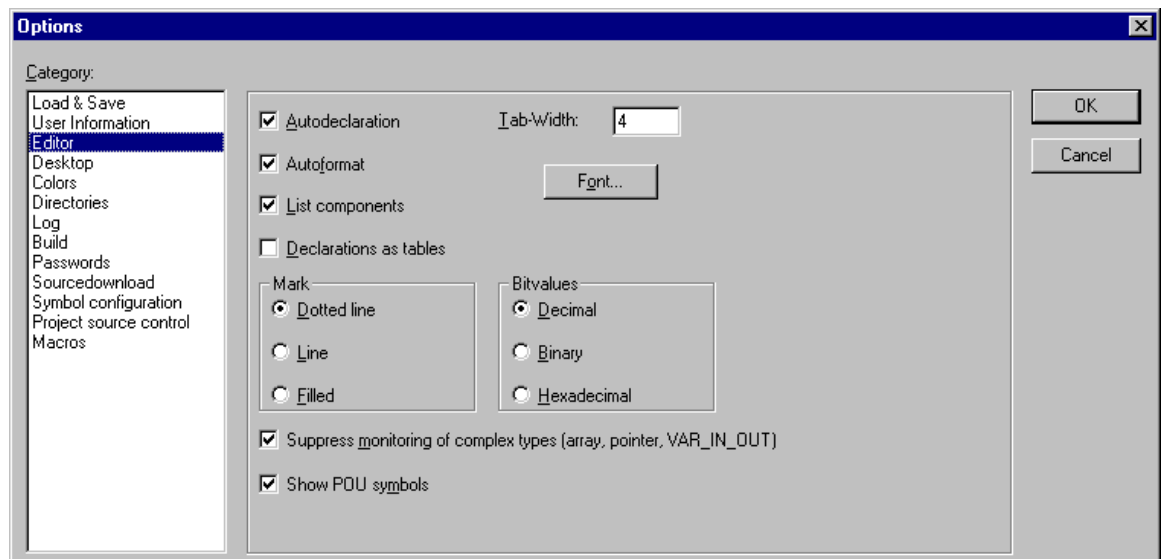 Options
Category:
Load & Save
User Information
Editor
Desktop
Colors
Directories
Log
Build
Passwords
Sourcedownload
Symbol configuration
Project source control
Macros
Autodeclaration
Tab-Width:
4
Autoformat
Font...
List components
Declarations as tables
Mark
Dotted line
Line
Filled
Bitvalues
Decimal
Binary
Hexadecimal
Suppress monitoring of complex types (array, pointer, VAR_IN_OUT)
Show POU symbols
OK
Cancel